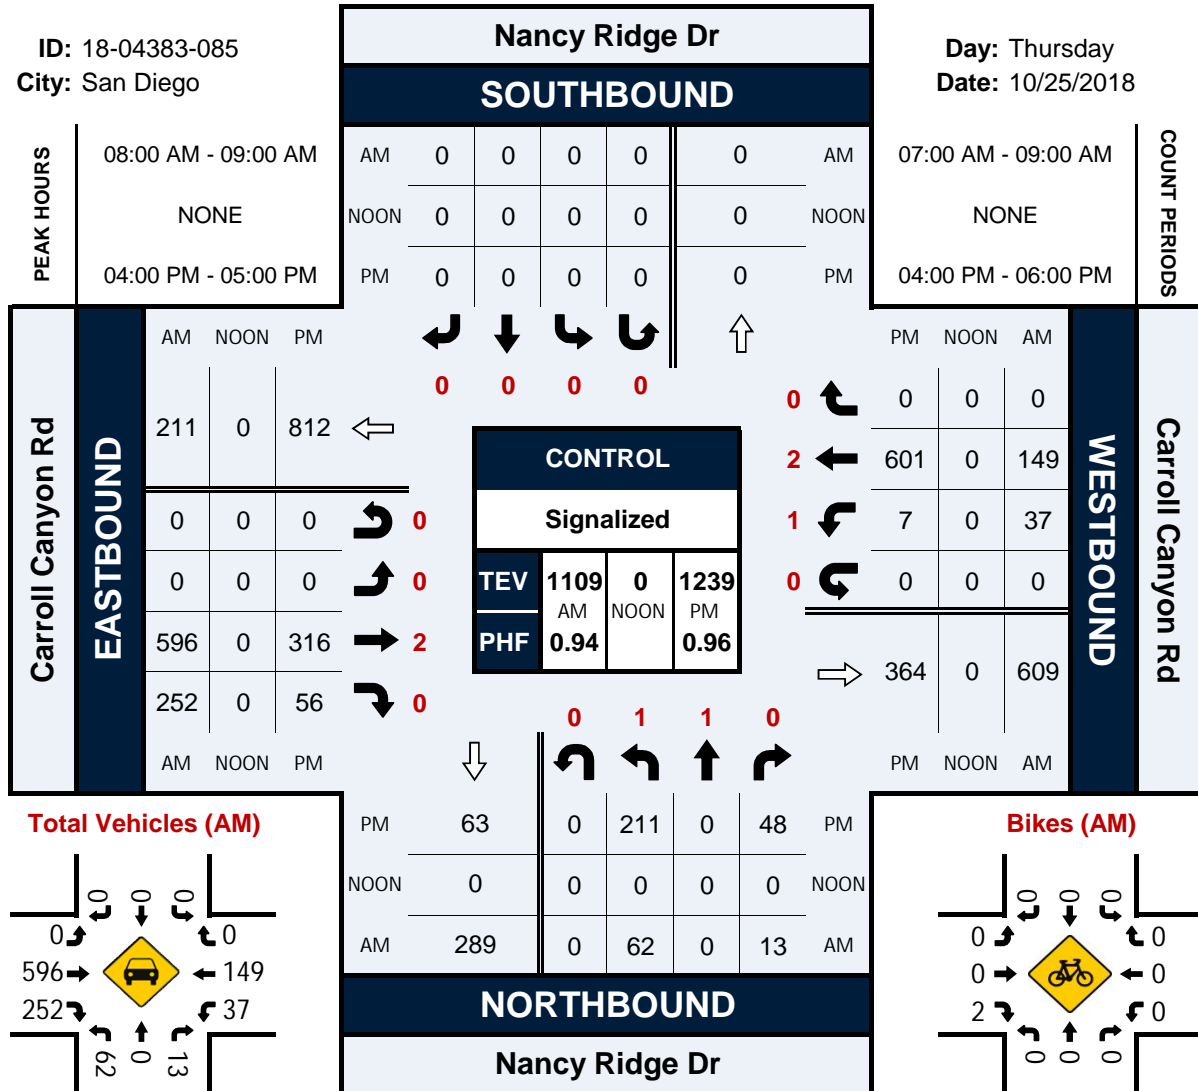 ID: 18-04383-085
City: San Diego
Nancy Ridge Dr
SOUTHBOUND
Day: Thursday
Date: 10/25/2018
PEAK HOURS
08:00 AM - 09:00 AM
NONE
04:00 PM - 05:00 PM
AM 0 0 0 0 0 AM
NOON 0 0 0 0 0 NOON
PM 0 0 0 0 0 PM
07:00 AM - 09:00 AM
NONE
04:00 PM - 06:00 PM
COUNT PERIODS
0 0 0 0
Carroll Canyon Rd
EASTBOUND
AM NOON PM
211 0 812
0 0 0 0
0 0 0 0
596 0 316 2
252 0 56 0
AM NOON PM
CONTROL
Signalized
TEV 1109 0 1239
AM NOON PM
PHF 0.94 0.96
PM NOON AM
0 0 0 0
2 601 0 149
1 7 0 37
0 0 0 0
364 0 609
PM NOON AM
WESTBOUND
Carroll Canyon Rd
0 1 1 0
PM 63 0 211 0 48 PM
NOON 0 0 0 0 0 NOON
AM 289 0 62 0 13 AM
NORTHBOUND
Nancy Ridge Dr
Total Vehicles (AM)
0 0 0
0 0
596 149
252 37
62 0 13
Bikes (AM)
0 0 0
0 0
0 0
2 0
0 0 0